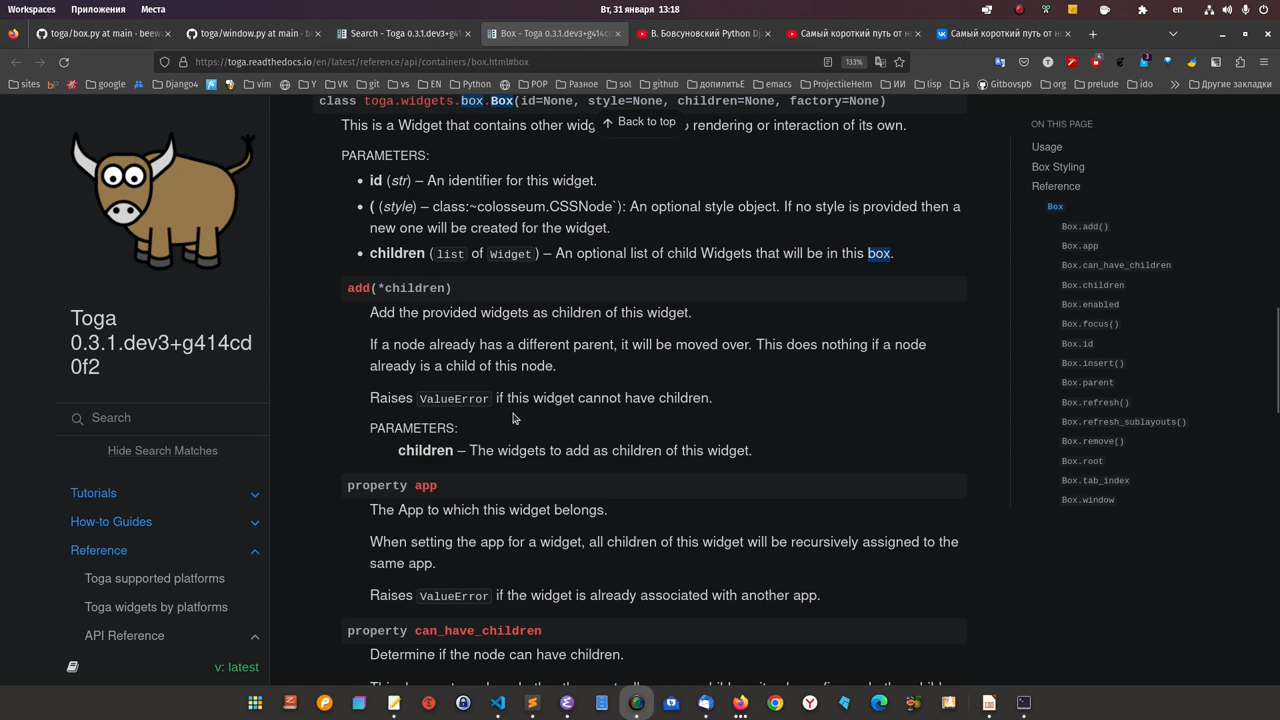 Workspaces Приложения Места Вт, 31 января 13:18 en
toga/box.py at main · beew toga/window.py at main · b Search - Toga 0.3.1.dev3+g41 Box - Toga 0.3.1.dev3+g414c В. Бовсуновский Python D Самый короткий путь от но Самый короткий путь от но
https://toga.readthedocs.io/en/latest/reference/api/containers/box.html#box 133%
sites bp google Django4 vim git vs css Python POP Разное sol github допилитьЕ emacs ProjectileHelm ИИ lisp js Gitbovspb org prelude ido Другие закладки
class toga.widgets.box.Box(id=None, style=None, children=None, factory=None)
This is a Widget that contains other widg rendering or interaction of its own.
Back to top
PARAMETERS:
• id (str) – An identifier for this widget.
• ( (style) – class:~colosseum.CSSNode`): An optional style object. If no style is provided then a
new one will be created for the widget.
• children (list of Widget) – An optional list of child Widgets that will be in this box.
add(*children)
Add the provided widgets as children of this widget.
If a node already has a different parent, it will be moved over. This does nothing if a node
already is a child of this node.
Raises ValueError if this widget cannot have children.
PARAMETERS:
children – The widgets to add as children of this widget.
property app
The App to which this widget belongs.
When setting the app for a widget, all children of this widget will be recursively assigned to the
same app.
Raises ValueError if the widget is already associated with another app.
property can_have_children
Determine if the node can have children.
Toga
0.3.1.dev3+g414cd
0f2
Search
Hide Search Matches
Tutorials
How-to Guides
Reference
Toga supported platforms
Toga widgets by platforms
API Reference
v: latest
ON THIS PAGE
Usage
Box Styling
Reference
Box
Box.add()
Box.app
Box.can_have_children
Box.children
Box.enabled
Box.focus()
Box.id
Box.insert()
Box.parent
Box.refresh()
Box.refresh_sublayouts()
Box.remove()
Box.root
Box.tab_index
Box.window